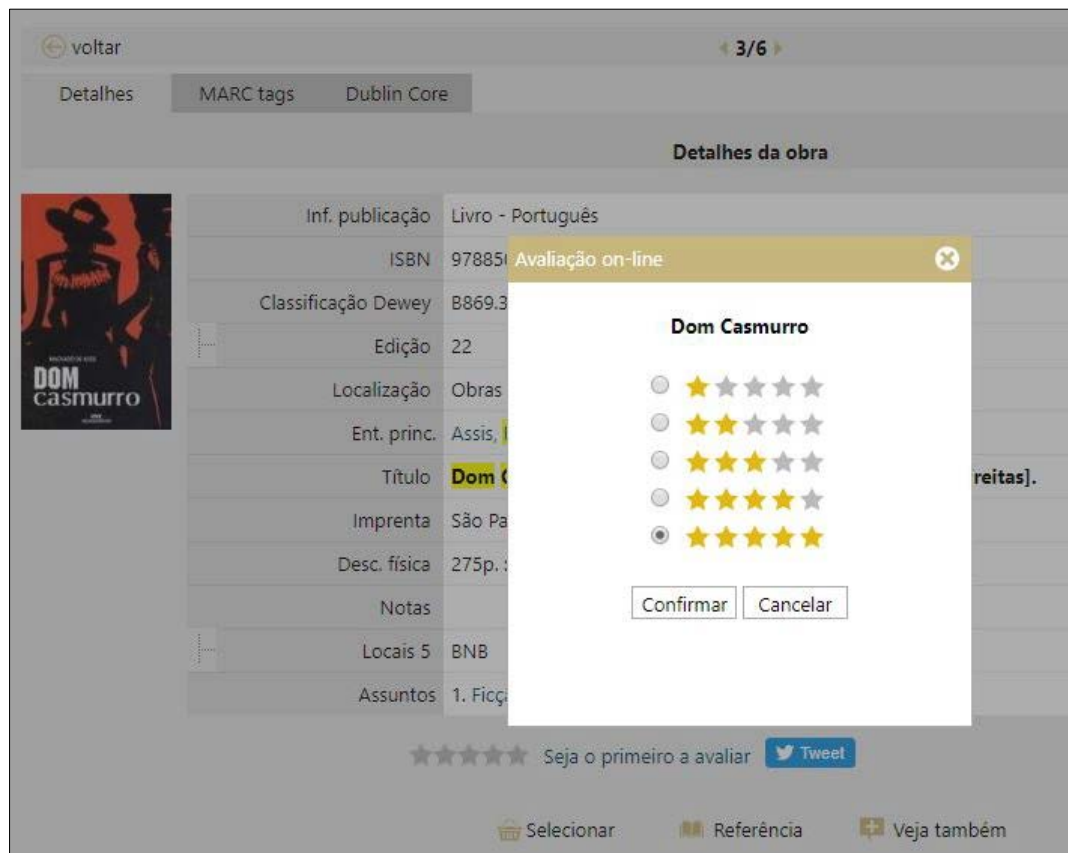 voltar
3/6
Detalhes MARC tags Dublin Core
Detalhes da obra
Inf. publicação Livro - Português
ISBN 97885
Classificação Dewey B869.3
Edição 22
Localização Obras
Ent. princ. Assis,
Título Dom reitas].
Imprenta São Pa
Desc. física 275p. :
Notas
Locais 5 BNB
Assuntos 1. Ficç
DOM
casmurro
Avaliação on-line
Dom Casmurro
Confirmar Cancelar
Seja o primeiro a avaliar Tweet
Selecionar Referência Veja também